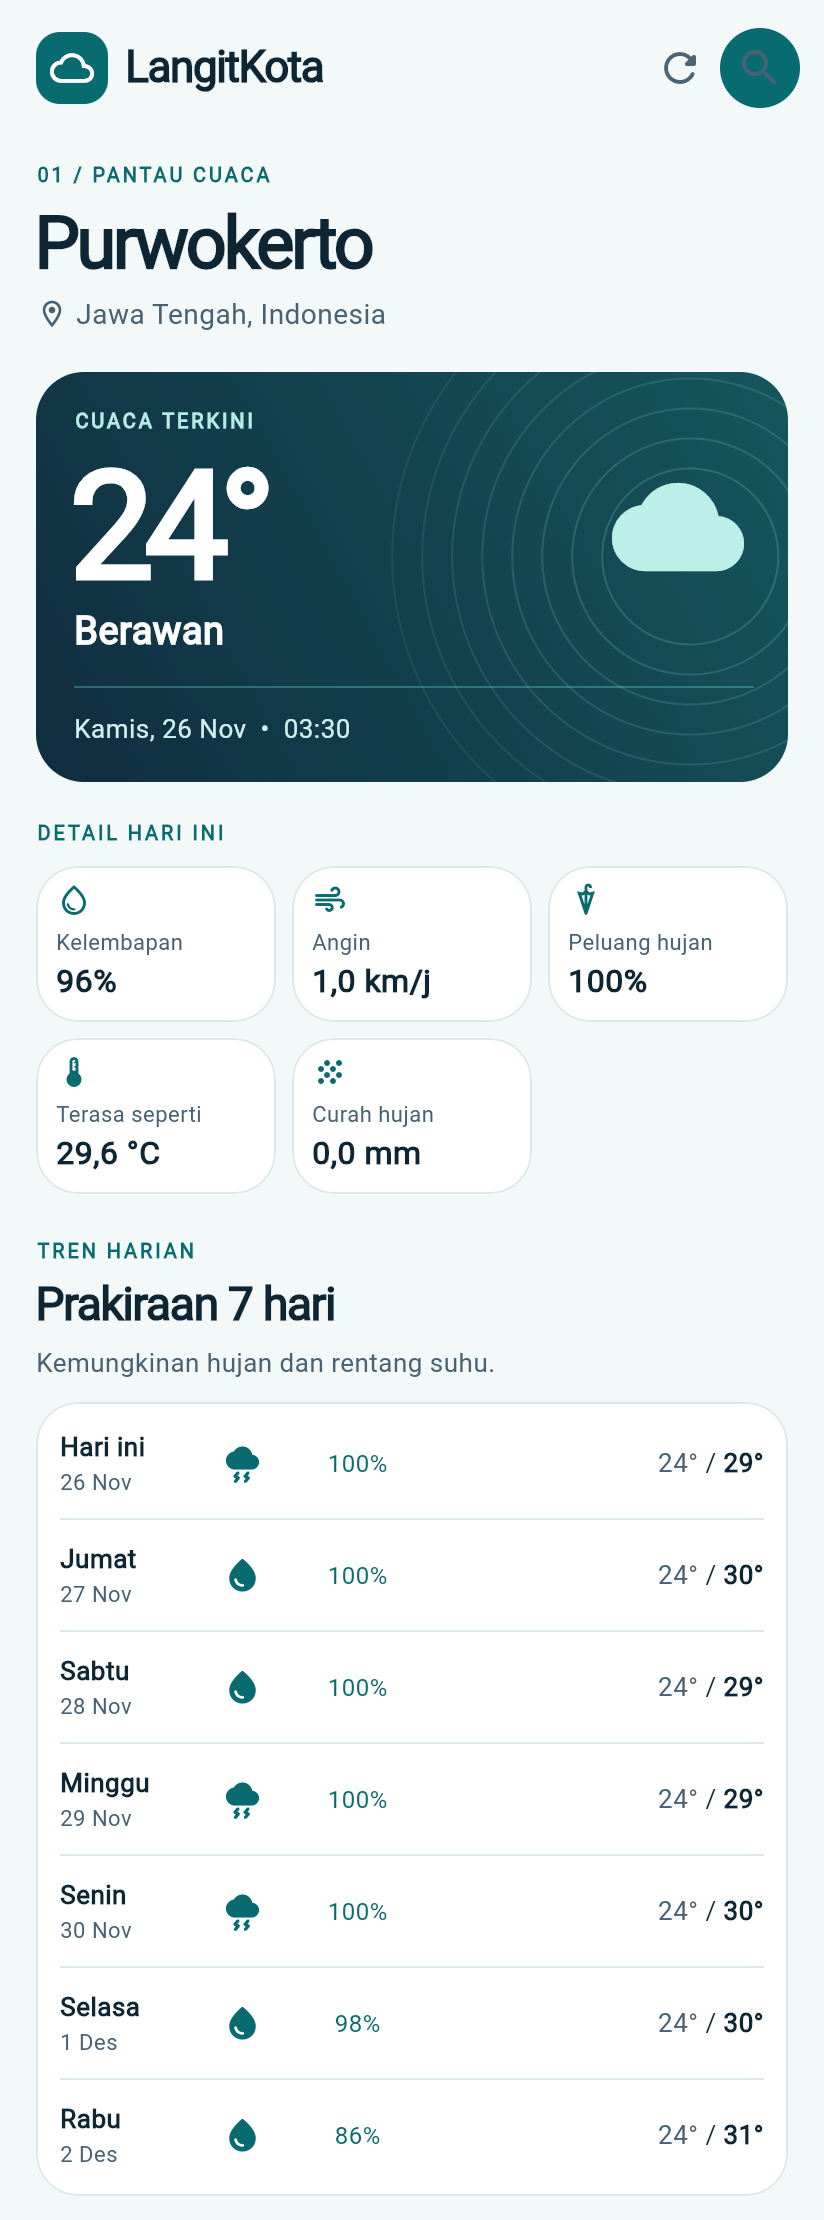 LangitKota
01 / PANTAU CUACA
Purwokerto
Jawa Tengah, Indonesia
CUACA TERKINI
24°
Berawan
Kamis, 26 Nov • 03:30
DETAIL HARI INI
Kelembapan
96%
Angin
1,0 km/j
Peluang hujan
100%
Terasa seperti
29,6 °C
Curah hujan
0,0 mm
TREN HARIAN
Prakiraan 7 hari
Kemungkinan hujan dan rentang suhu.
Hari ini
26 Nov
100%
24° / 29°
Jumat
27 Nov
100%
24° / 30°
Sabtu
28 Nov
100%
24° / 29°
Minggu
29 Nov
100%
24° / 29°
Senin
30 Nov
100%
24° / 30°
Selasa
1 Des
98%
24° / 30°
Rabu
2 Des
86%
24° / 31°